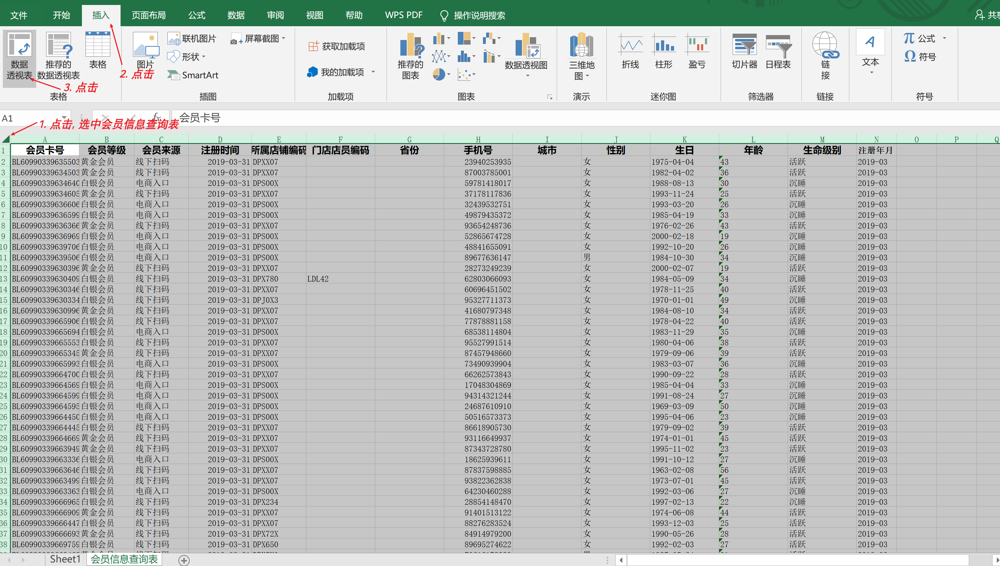 文件 开始 插入 页面布局 公式 数据 审阅 视图 帮助 WPS PDF 操作说明搜索
数据透视表 推荐的数据透视表 表格 图片 联机图片 形状 SmartArt 屏幕截图 获取加载项 我的加载项 推荐的图表 数据透视图 三维地图 折线 柱形 盈亏 切片器 日程表 链接 文本 公式 符号
2. 点击
3. 点击
表格 插图 加载项 图表 演示 迷你图 筛选器 链接 符号
A1 fx 会员卡号
1. 点击, 选中会员信息查询表
A B C D E F G H I J K L M N O P Q
1 会员卡号 会员等级 会员来源 注册时间 所属店铺编码 门店店员编码 省份 手机号 城市 性别 生日 年龄 生命级别 注册年月
2 BL60990339635503 黄金会员 线下扫码 2019-03-31 DPXX07 23940253935 女 1975-04-04 43 活跃 2019-03
3 BL60990339634503 黄金会员 线下扫码 2019-03-31 DPXX07 87003785001 女 1982-04-02 36 活跃 2019-03
4 BL60990339634640 白银会员 电商入口 2019-03-31 DPS00X 59781418017 女 1988-08-13 30 沉睡 2019-03
5 BL60990339634605 黄金会员 线下扫码 2019-03-31 DPXX07 37178117836 女 1993-11-24 25 活跃 2019-03
6 BL60990339636606 白银会员 电商入口 2019-03-31 DPS00X 32439532751 女 1993-03-20 26 沉睡 2019-03
7 BL60990339636599 白银会员 电商入口 2019-03-31 DPS00X 49879435372 女 1985-04-19 33 沉睡 2019-03
8 BL60990339636366 黄金会员 线下扫码 2019-03-31 DPXX07 93654248736 女 1976-02-26 43 活跃 2019-03
9 BL60990339636969 白银会员 电商入口 2019-03-31 DPS00X 52865674728 女 2000-02-18 19 沉睡 2019-03
10 BL60990339639706 白银会员 电商入口 2019-03-31 DPS00X 48841655091 女 1992-10-20 26 沉睡 2019-03
11 BL60990339639506 白银会员 电商入口 2019-03-31 DPS00X 89677636147 男 1984-10-30 34 沉睡 2019-03
12 BL60990339630396 黄金会员 线下扫码 2019-03-31 DPXX07 28273249239 女 2000-02-07 19 活跃 2019-03
13 BL60990339630409 白银会员 线下扫码 2019-03-31 DPX780 LDL42 62803066093 女 1984-05-09 34 沉睡 2019-03
14 BL60990339630346 白银会员 线下扫码 2019-03-31 DPXX07 60696451502 女 1978-11-25 40 活跃 2019-03
15 BL60990339630334 白银会员 线下扫码 2019-03-31 DPJ0X3 95327711373 女 1970-01-01 49 沉睡 2019-03
16 BL60990339630996 黄金会员 线下扫码 2019-03-31 DPXX07 41680797348 女 1984-08-10 34 活跃 2019-03
17 BL60990339665906 白银会员 线下扫码 2019-03-31 DPXX07 77878881158 女 1978-04-22 40 活跃 2019-03
18 BL60990339665694 白银会员 电商入口 2019-03-31 DPS00X 68538114804 女 1983-11-29 35 沉睡 2019-03
19 BL60990339665553 白银会员 线下扫码 2019-03-31 DPXX07 95527991514 女 1980-04-06 38 活跃 2019-03
20 BL60990339665345 黄金会员 线下扫码 2019-03-31 DPXX07 87457948660 女 1979-09-06 39 活跃 2019-03
21 BL60990339665993 白银会员 电商入口 2019-03-31 DPS00X 73490939904 女 1983-03-07 36 沉睡 2019-03
22 BL60990339664700 白银会员 线下扫码 2019-03-31 DPXX07 66262573843 女 1990-09-22 28 活跃 2019-03
23 BL60990339664569 白银会员 电商入口 2019-03-31 DPS00X 17048304869 女 1985-04-04 33 沉睡 2019-03
24 BL60990339664599 白银会员 电商入口 2019-03-31 DPS00X 94314321244 女 1991-08-24 27 沉睡 2019-03
25 BL60990339664595 白银会员 电商入口 2019-03-31 DPS00X 24687610910 女 1969-03-09 50 沉睡 2019-03
26 BL60990339664450 白银会员 电商入口 2019-03-31 DPS00X 50516573373 女 1995-04-06 23 沉睡 2019-03
27 BL60990339664445 白银会员 线下扫码 2019-03-31 DPXX07 86618905730 女 1979-09-02 39 活跃 2019-03
28 BL60990339664669 黄金会员 线下扫码 2019-03-31 DPXX07 93116649937 女 1974-01-01 45 活跃 2019-03
29 BL60990339663949 黄金会员 线下扫码 2019-03-31 DPXX07 87343728780 女 1995-11-02 23 活跃 2019-03
30 BL60990339663336 白银会员 电商入口 2019-03-31 DPS00X 18625939611 女 1991-10-12 27 沉睡 2019-03
31 BL60990339663646 白银会员 线下扫码 2019-03-31 DPXX07 87837598885 女 1963-02-08 56 活跃 2019-03
32 BL60990339663499 白银会员 线下扫码 2019-03-31 DPXX07 93822362838 女 1973-07-01 45 活跃 2019-03
33 BL60990339663363 白银会员 电商入口 2019-03-31 DPS00X 64230460288 女 1992-03-06 27 沉睡 2019-03
34 BL60990339666965 白银会员 线下扫码 2019-03-31 DPX234 28854148470 女 1997-02-13 22 沉睡 2019-03
35 BL60990339666909 黄金会员 线下扫码 2019-03-31 DPXX07 91401513122 女 1974-06-08 44 活跃 2019-03
36 BL60990339666447 白银会员 线下扫码 2019-03-31 DPXX07 88276283524 女 1993-12-03 25 活跃 2019-03
37 BL60990339666693 黄金会员 线下扫码 2019-03-31 DPX72X 84914979200 女 1990-05-26 28 活跃 2019-03
38 BL60990339669759 白银会员 线下扫码 2019-03-31 DPX650 89695274622 女 1992-02-03 27 活跃 2019-03
Sheet1 会员信息查询表